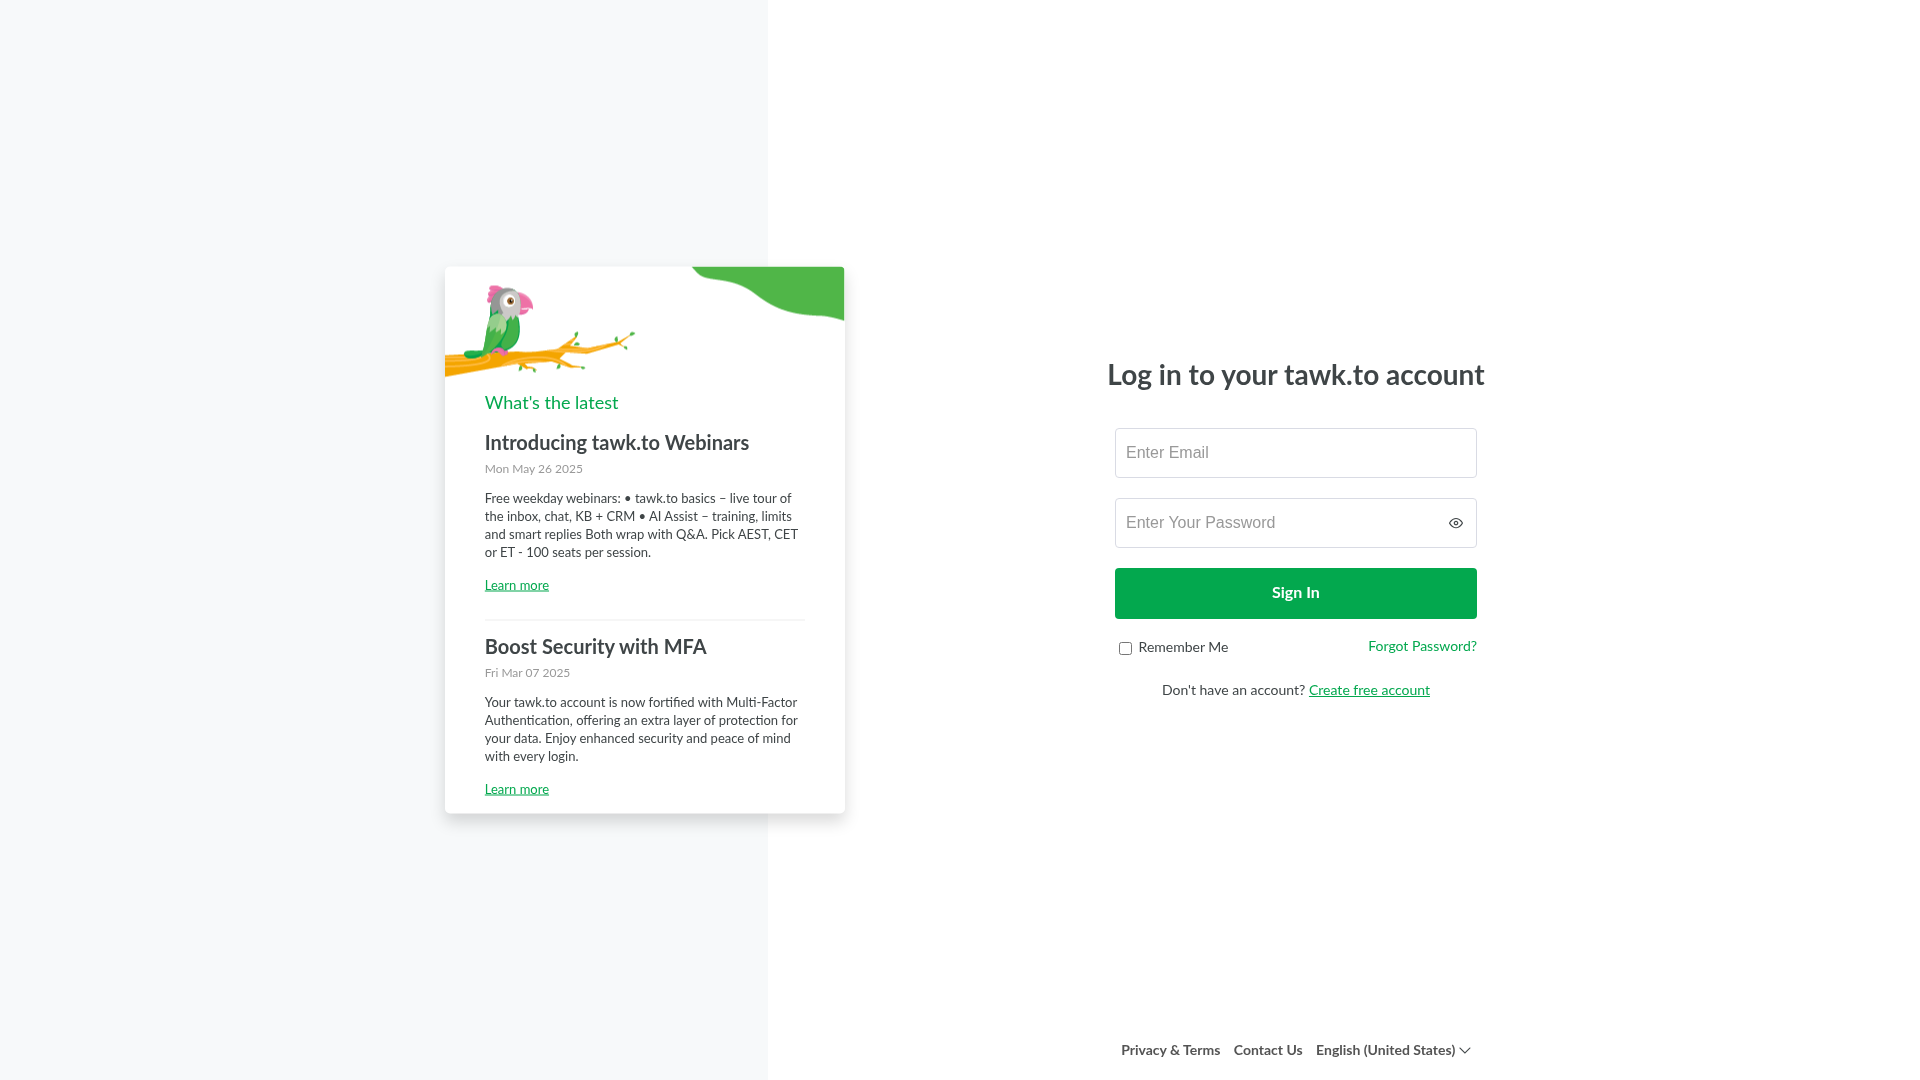 What's the latest
Introducing tawk.to Webinars
Mon May 26 2025
Free weekday webinars: • tawk.to basics – live tour of
the inbox, chat, KB + CRM • AI Assist – training, limits
and smart replies Both wrap with Q&A. Pick AEST, CET
or ET - 100 seats per session.
Learn more
Boost Security with MFA
Fri Mar 07 2025
Your tawk.to account is now fortified with Multi-Factor
Authentication, offering an extra layer of protection for
your data. Enjoy enhanced security and peace of mind
with every login.
Learn more
Log in to your tawk.to account
Enter Email
Enter Your Password
Sign In
Remember Me Forgot Password?
Don't have an account? Create free account
Privacy & Terms Contact Us English (United States)